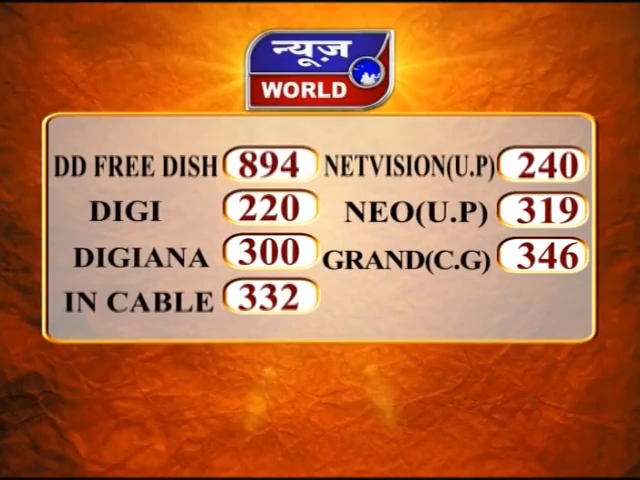 न्यूज़
WORLD
DD FREE DISH 894 NETVISION(U.P) 240
DIGI 220 NEO(U.P) 319
DIGIANA 300 GRAND(C.G) 346
IN CABLE 332